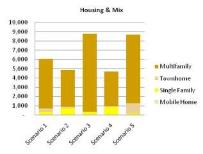 Housing & Mix
10,000
9,000
8,000
7,000
6,000
5,000
4,000
3,000
2,000
1,000
-
Scenario 1
Scenario 2
Scenario 3
Scenario 4
Scenario 5
Multifamily
Townhome
Single Family
Mobile Home